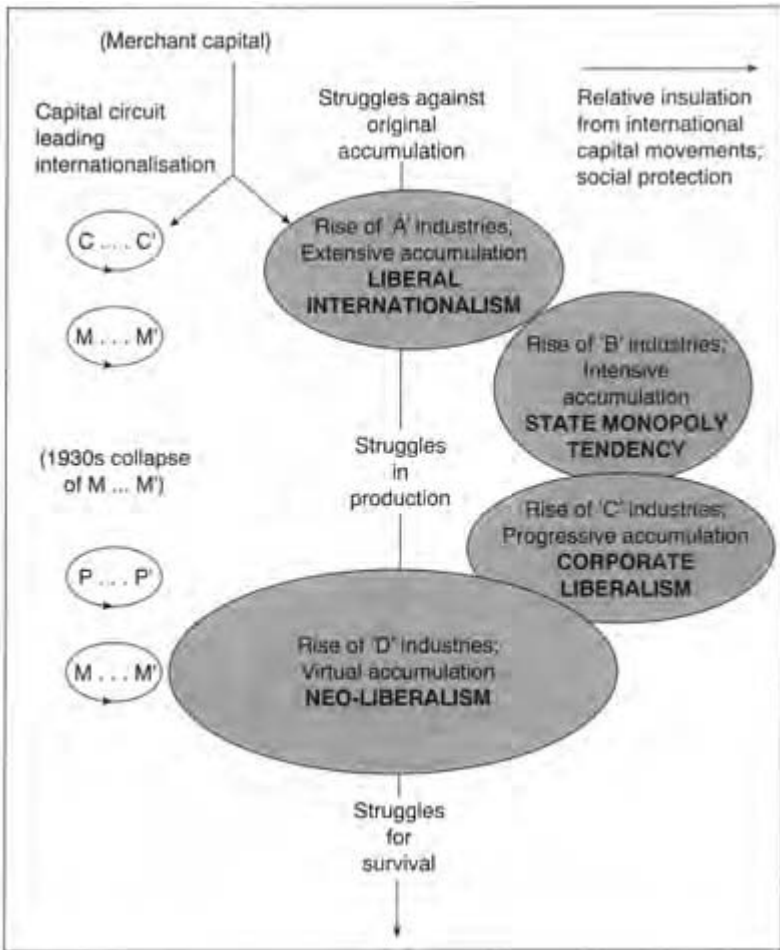 (Merchant capital)
Capital circuit
leading
internationalisation
Struggles against
original
accumulation
Relative insulation
from international
capital movements;
social protection
C .... C'
Rise of 'A' industries;
Extensive accumulation
LIBERAL
INTERNATIONALISM
M . . . M'
Rise of 'B' industries;
Intensive
accumulation
STATE MONOPOLY
TENDENCY
(1930s collapse
of M ... M')
Struggles
in
production
Rise of 'C' industries;
Progressive accumulation
CORPORATE
LIBERALISM
P . . . . P'
Rise of 'D' industries;
Virtual accumulation
NEO-LIBERALISM
M . . . M'
Struggles
for
survival